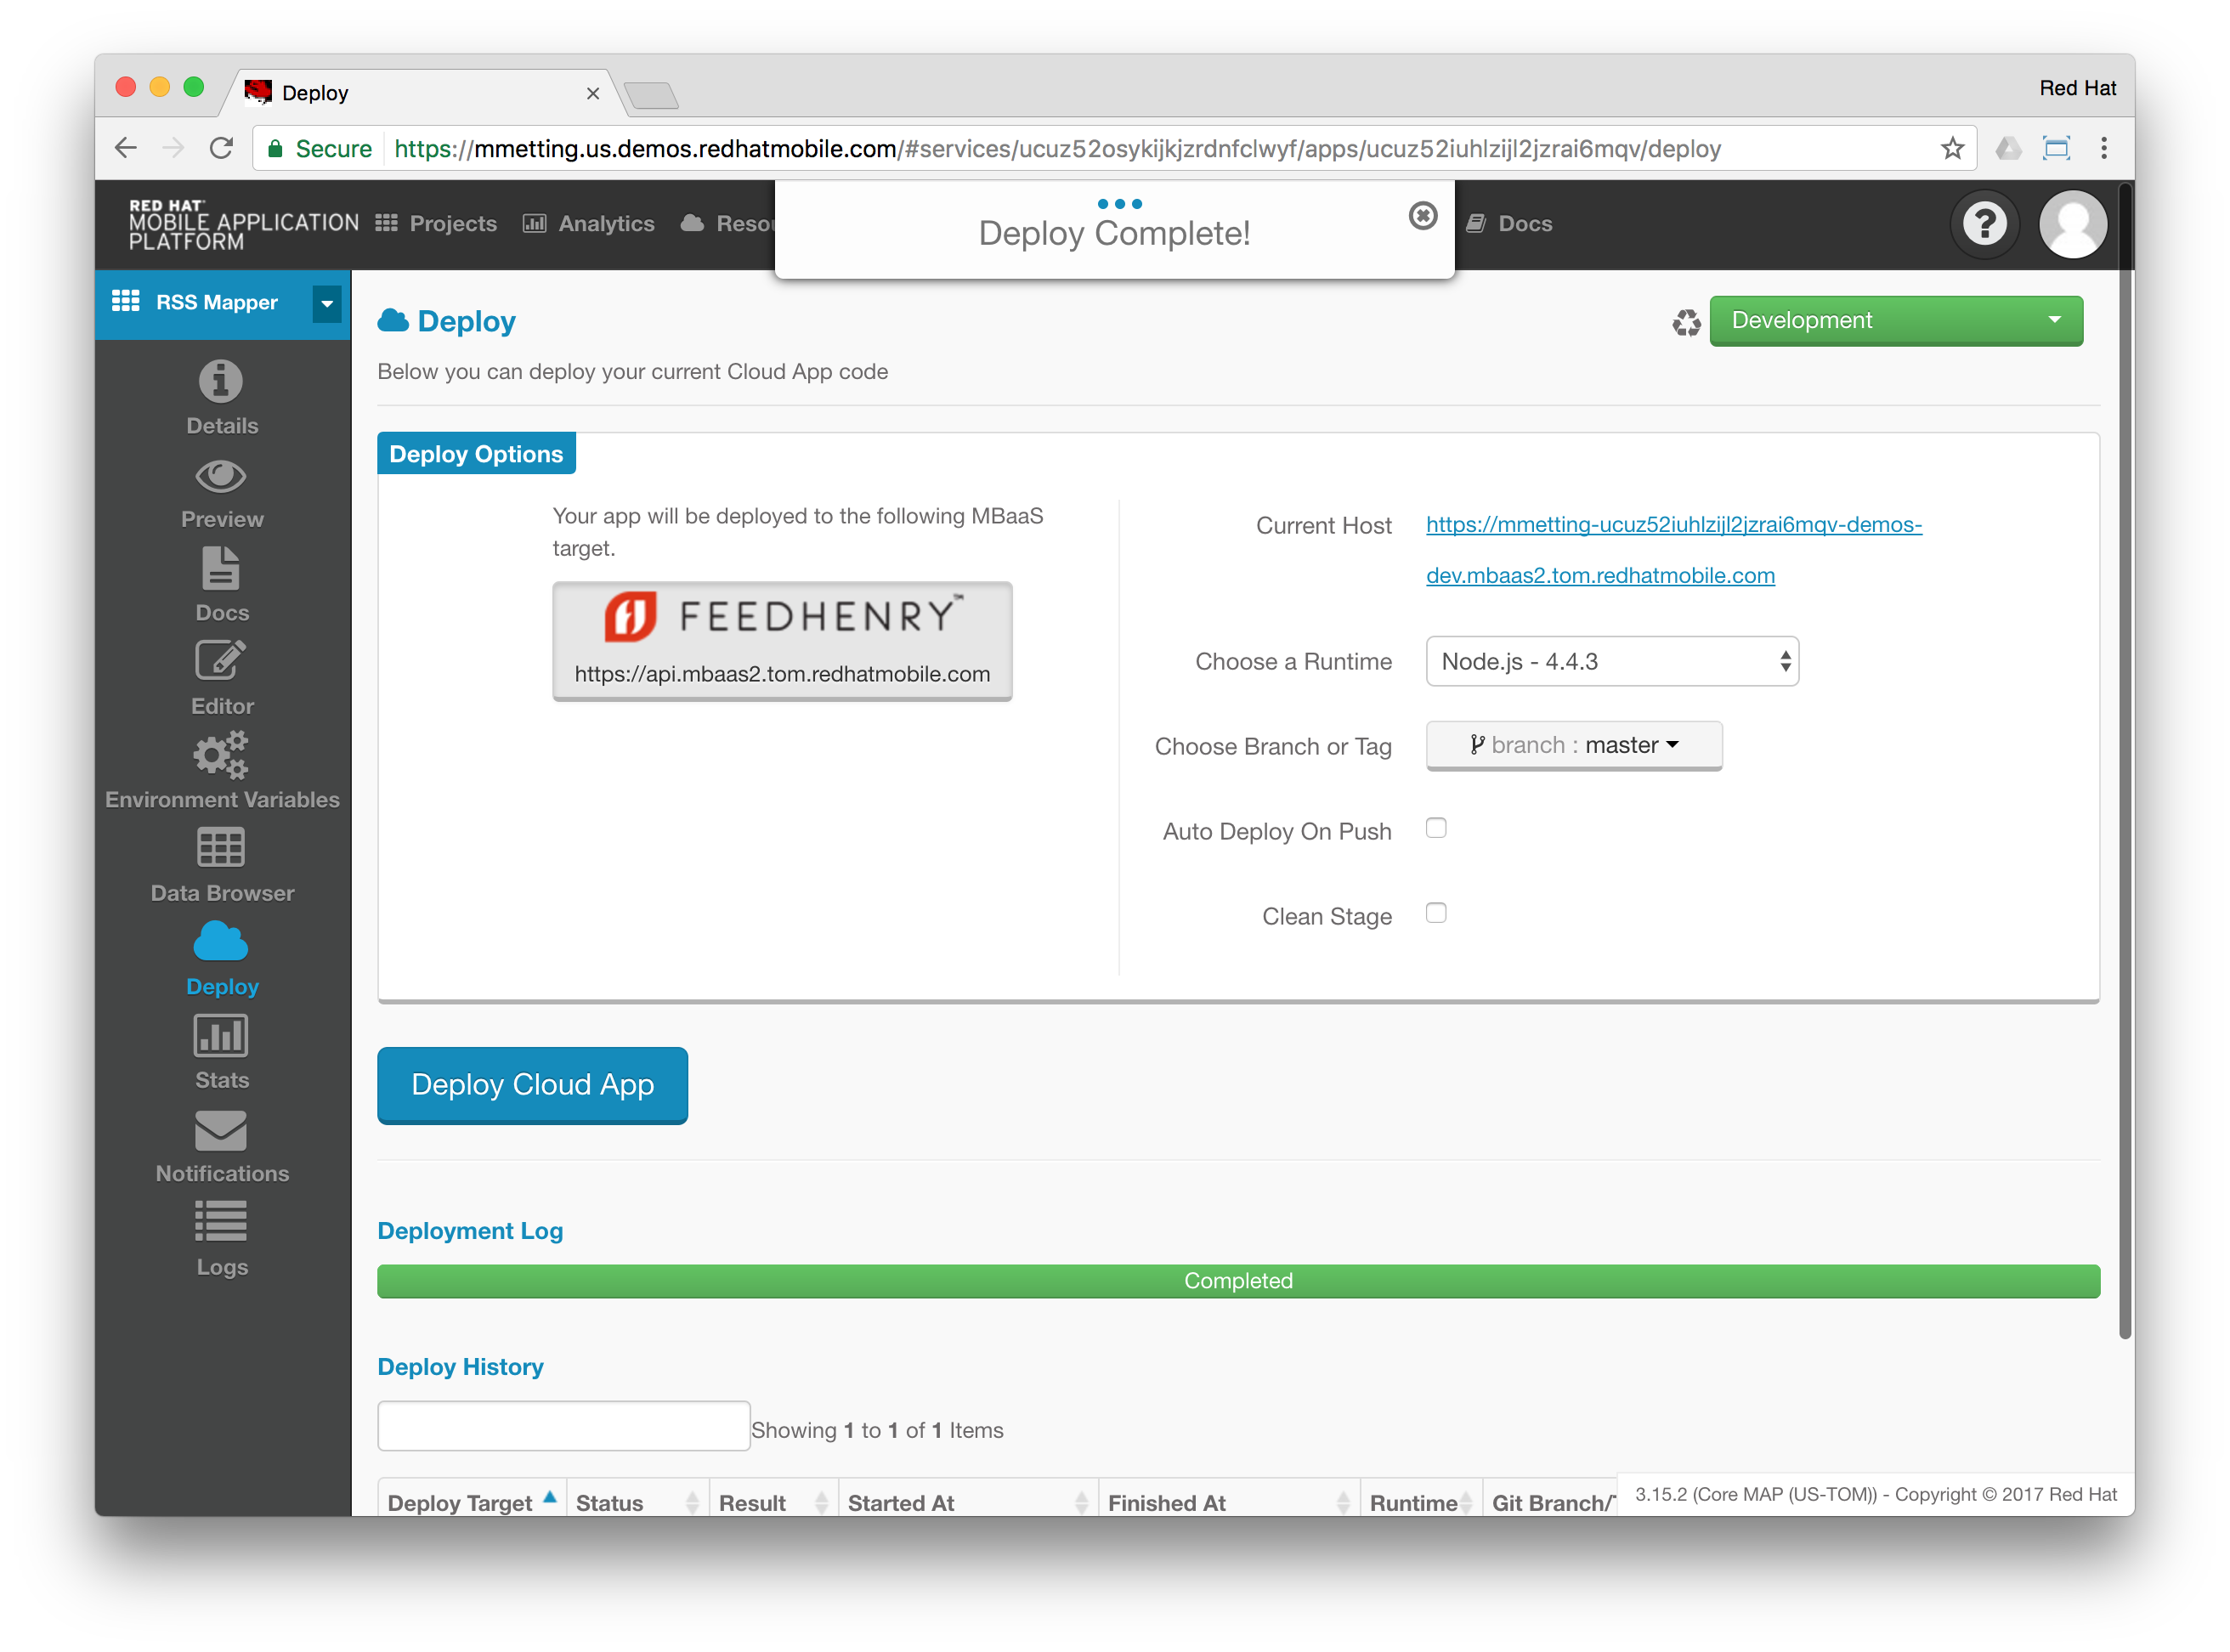 Deploy
Red Hat
Secure https://mmetting.us.demos.redhatmobile.com/#services/ucuz52osykijkjzrdnfclwyf/apps/ucuz52iuhlzijl2jzrai6mqv/deploy
RED HAT
MOBILE APPLICATION
PLATFORM
Projects
Analytics
Resou
Deploy Complete!
Docs
RSS Mapper
Details
Preview
Docs
Editor
Environment Variables
Data Browser
Deploy
Stats
Notifications
Logs
Deploy
Development
Below you can deploy your current Cloud App code
Deploy Options
Your app will be deployed to the following MBaaS
target.
FEEDHENRY™
https://api.mbaas2.tom.redhatmobile.com
Current Host https://mmetting-ucuz52iuhlzijl2jzrai6mqv-demos-
dev.mbaas2.tom.redhatmobile.com
Choose a Runtime Node.js - 4.4.3
Choose Branch or Tag branch : master
Auto Deploy On Push
Clean Stage
Deploy Cloud App
Deployment Log
Completed
Deploy History
Showing 1 to 1 of 1 Items
Deploy Target Status Result Started At Finished At Runtime Git Branch/
3.15.2 (Core MAP (US-TOM)) - Copyright © 2017 Red Hat